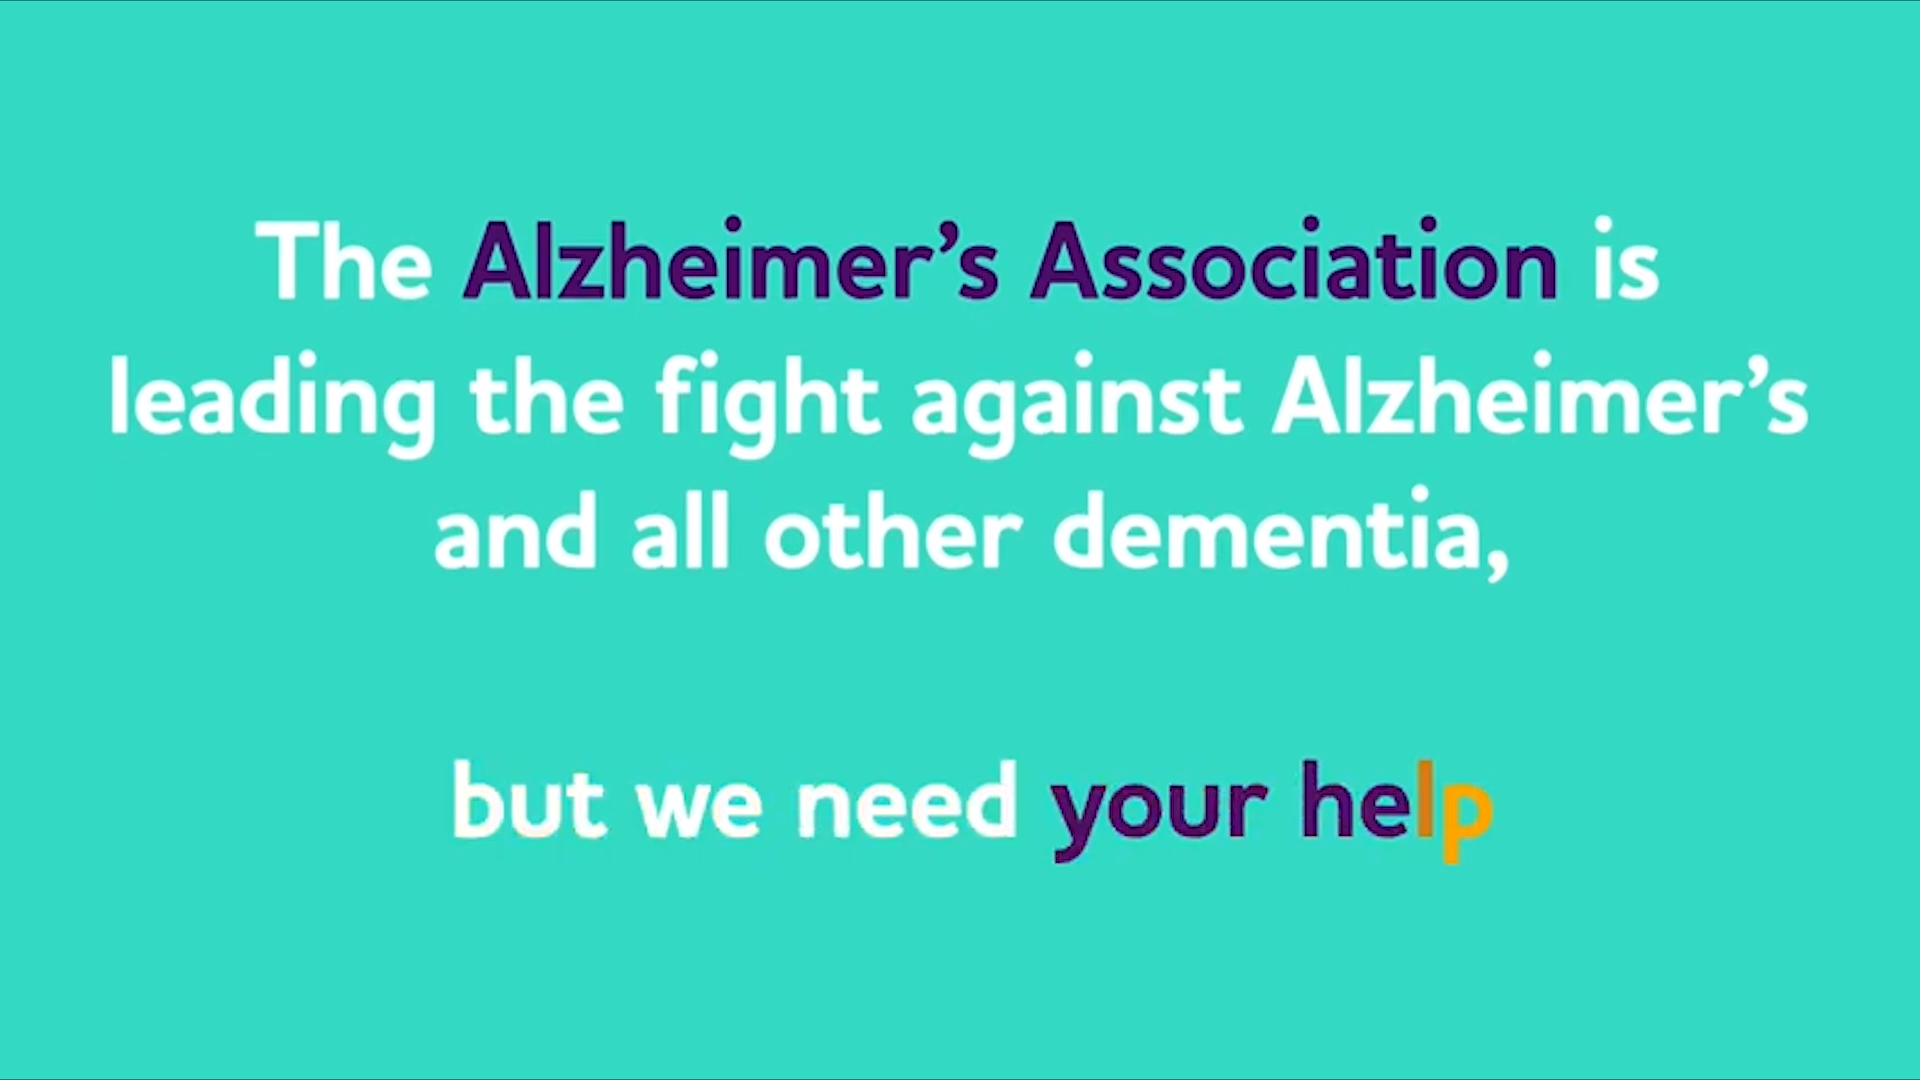 The Alzheimer’s Association is
leading the fight against Alzheimer’s
and all other dementia,
but we need your help